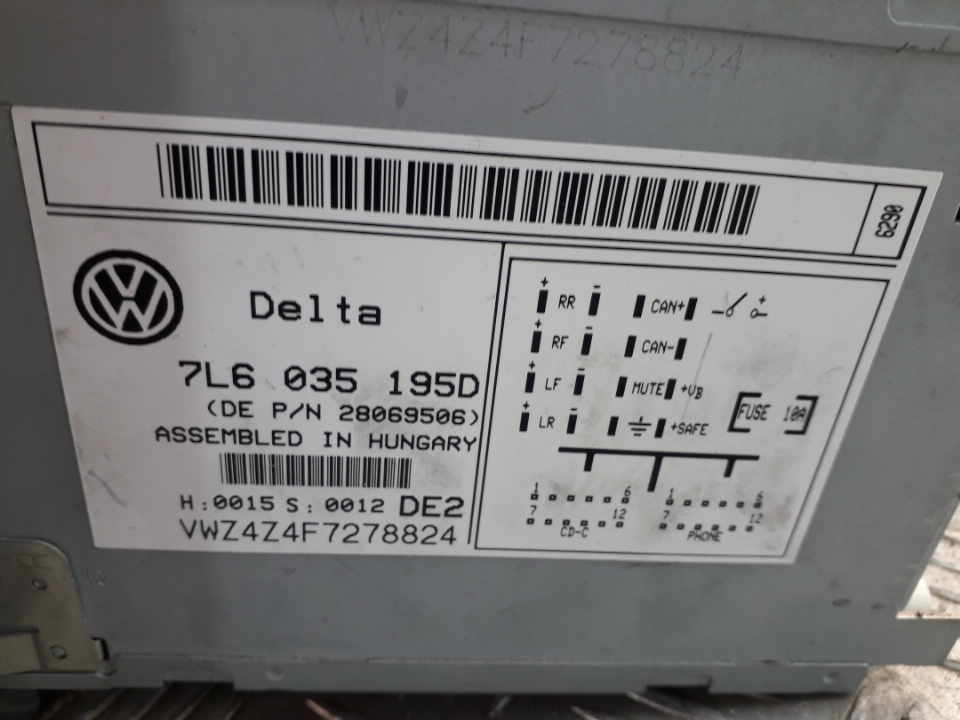 VWZ4Z4F7278824
6290
Delta
7L6 035 195D
(DE P/N 28069506)
ASSEMBLED IN HUNGARY
H:0015 S:0012 DE2
VWZ4Z4F7278824
+ RR - CAN+ +
+ RF - CAN-
+ LF - MUTE +VB
+ LR - +SAFE
FUSE 10A
1 6 1 6
7 12 7 12
CD-C PHONE